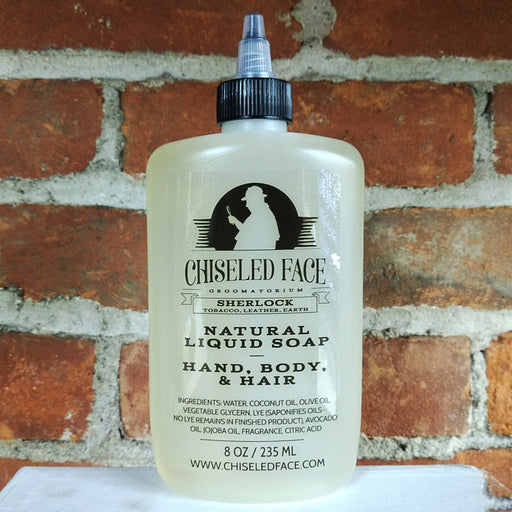 CHISELED FACE
GROOMATORIUM
SHERLOCK
TOBACCO, LEATHER, EARTH
NATURAL
LIQUID SOAP
—
HAND, BODY,
& HAIR
INGREDIENTS: WATER, COCONUT OIL, OLIVE OIL,
VEGETABLE GLYCERN, LYE (SAPONIFIES OILS -
NO LYE REMAINS IN FINISHED PRODUCT), AVOCADO
OIL, JOJOBA OIL, FRAGRANCE, CITRIC ACID
8 OZ / 235 ML
WWW.CHISELEDFACE.COM